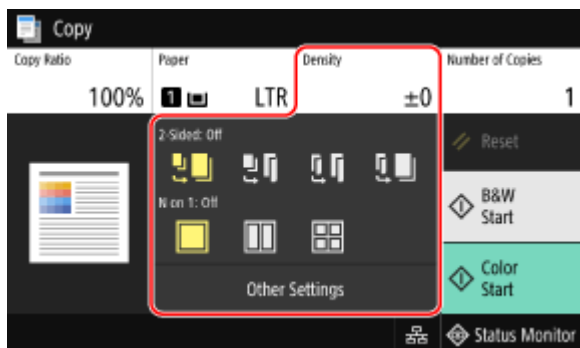 Copy
Copy Ratio
100%
Paper
1 LTR
Density
±0
Number of Copies
1
2-Sided: Off
N on 1: Off
Other Settings
Reset
B&W
Start
Color
Start
Status Monitor